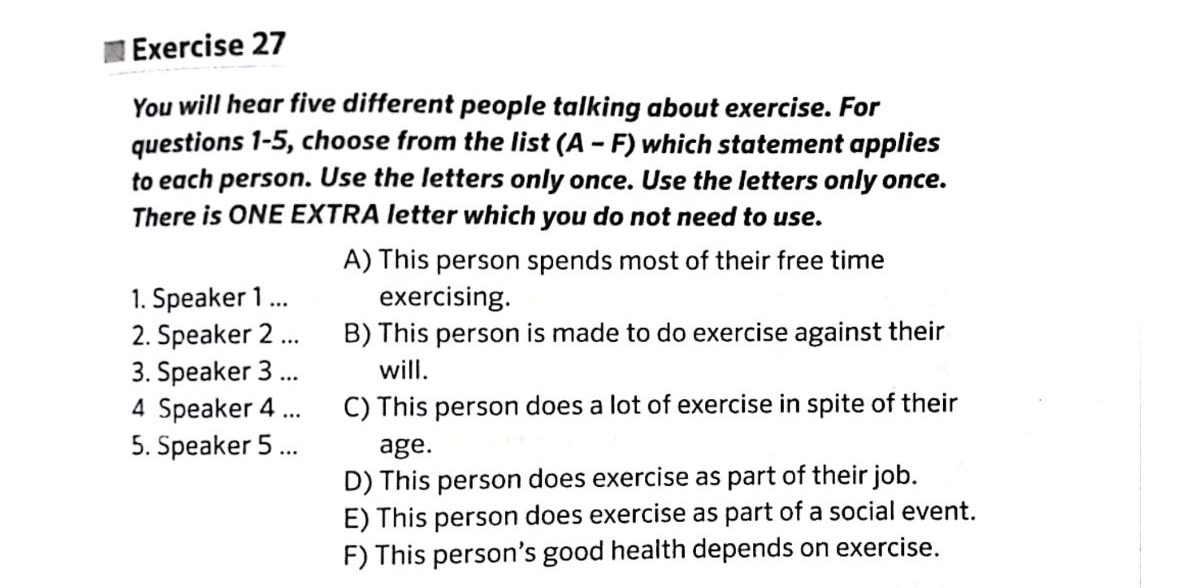 Exercise 27
You will hear five different people talking about exercise. For
questions 1-5, choose from the list (A – F) which statement applies
to each person. Use the letters only once. Use the letters only once.
There is ONE EXTRA letter which you do not need to use.
1. Speaker 1 ...
2. Speaker 2 ...
3. Speaker 3 ...
4 Speaker 4 ...
5. Speaker 5 ...
A) This person spends most of their free time
exercising.
B) This person is made to do exercise against their
will.
C) This person does a lot of exercise in spite of their
age.
D) This person does exercise as part of their job.
E) This person does exercise as part of a social event.
F) This person's good health depends on exercise.